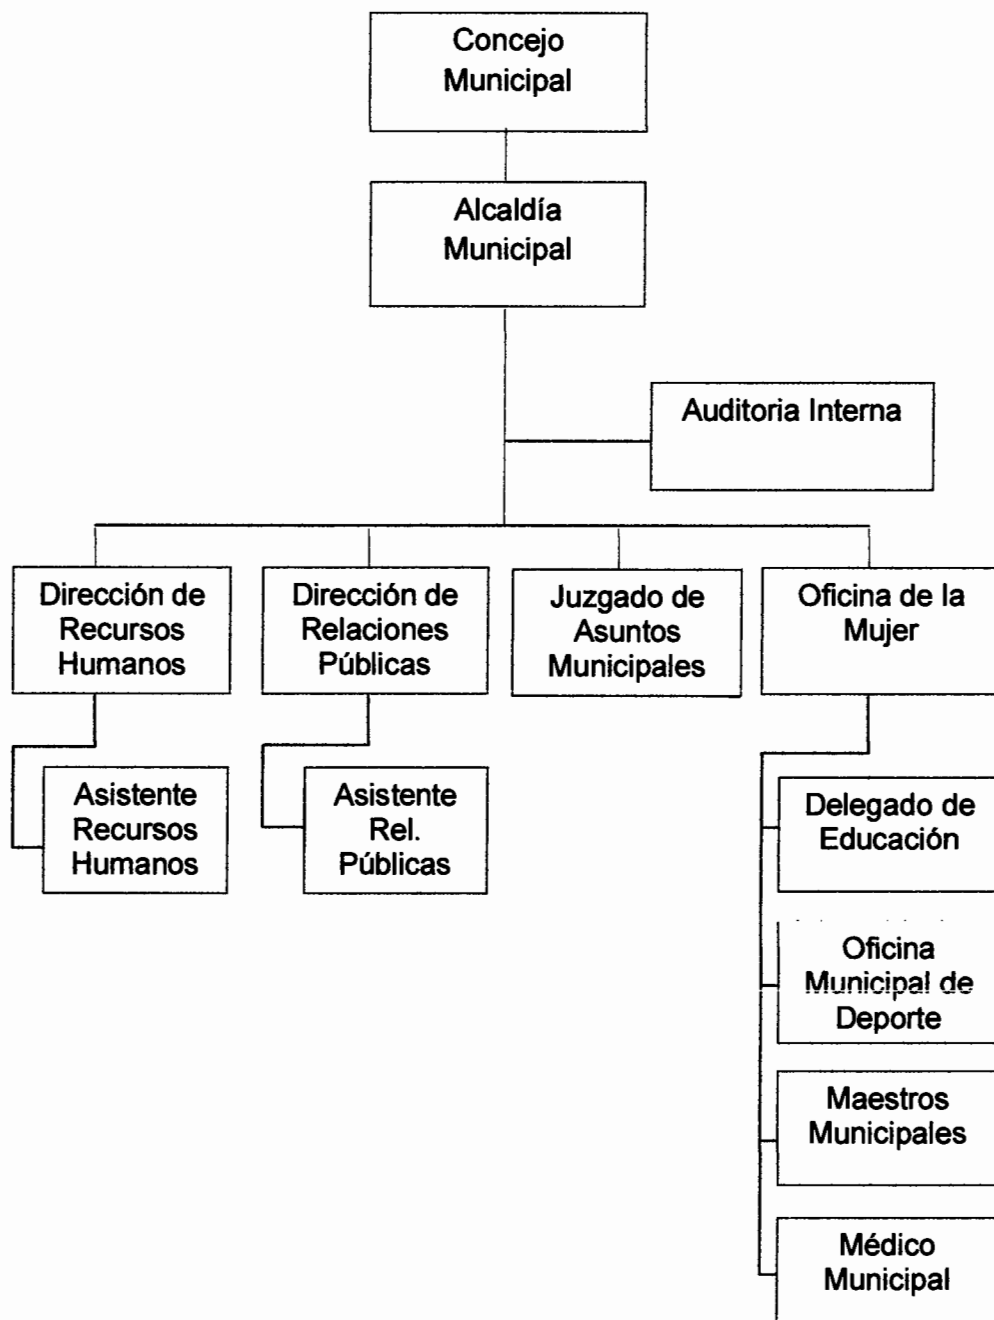 Concejo
Municipal
Alcaldía
Municipal
Auditoria Interna
Dirección de
Recursos
Humanos
Dirección de
Relaciones
Públicas
Juzgado de
Asuntos
Municipales
Oficina de la
Mujer
Asistente
Recursos
Humanos
Asistente
Rel.
Públicas
Delegado de
Educación
Oficina
Municipal de
Deporte
Maestros
Municipales
Médico
Municipal